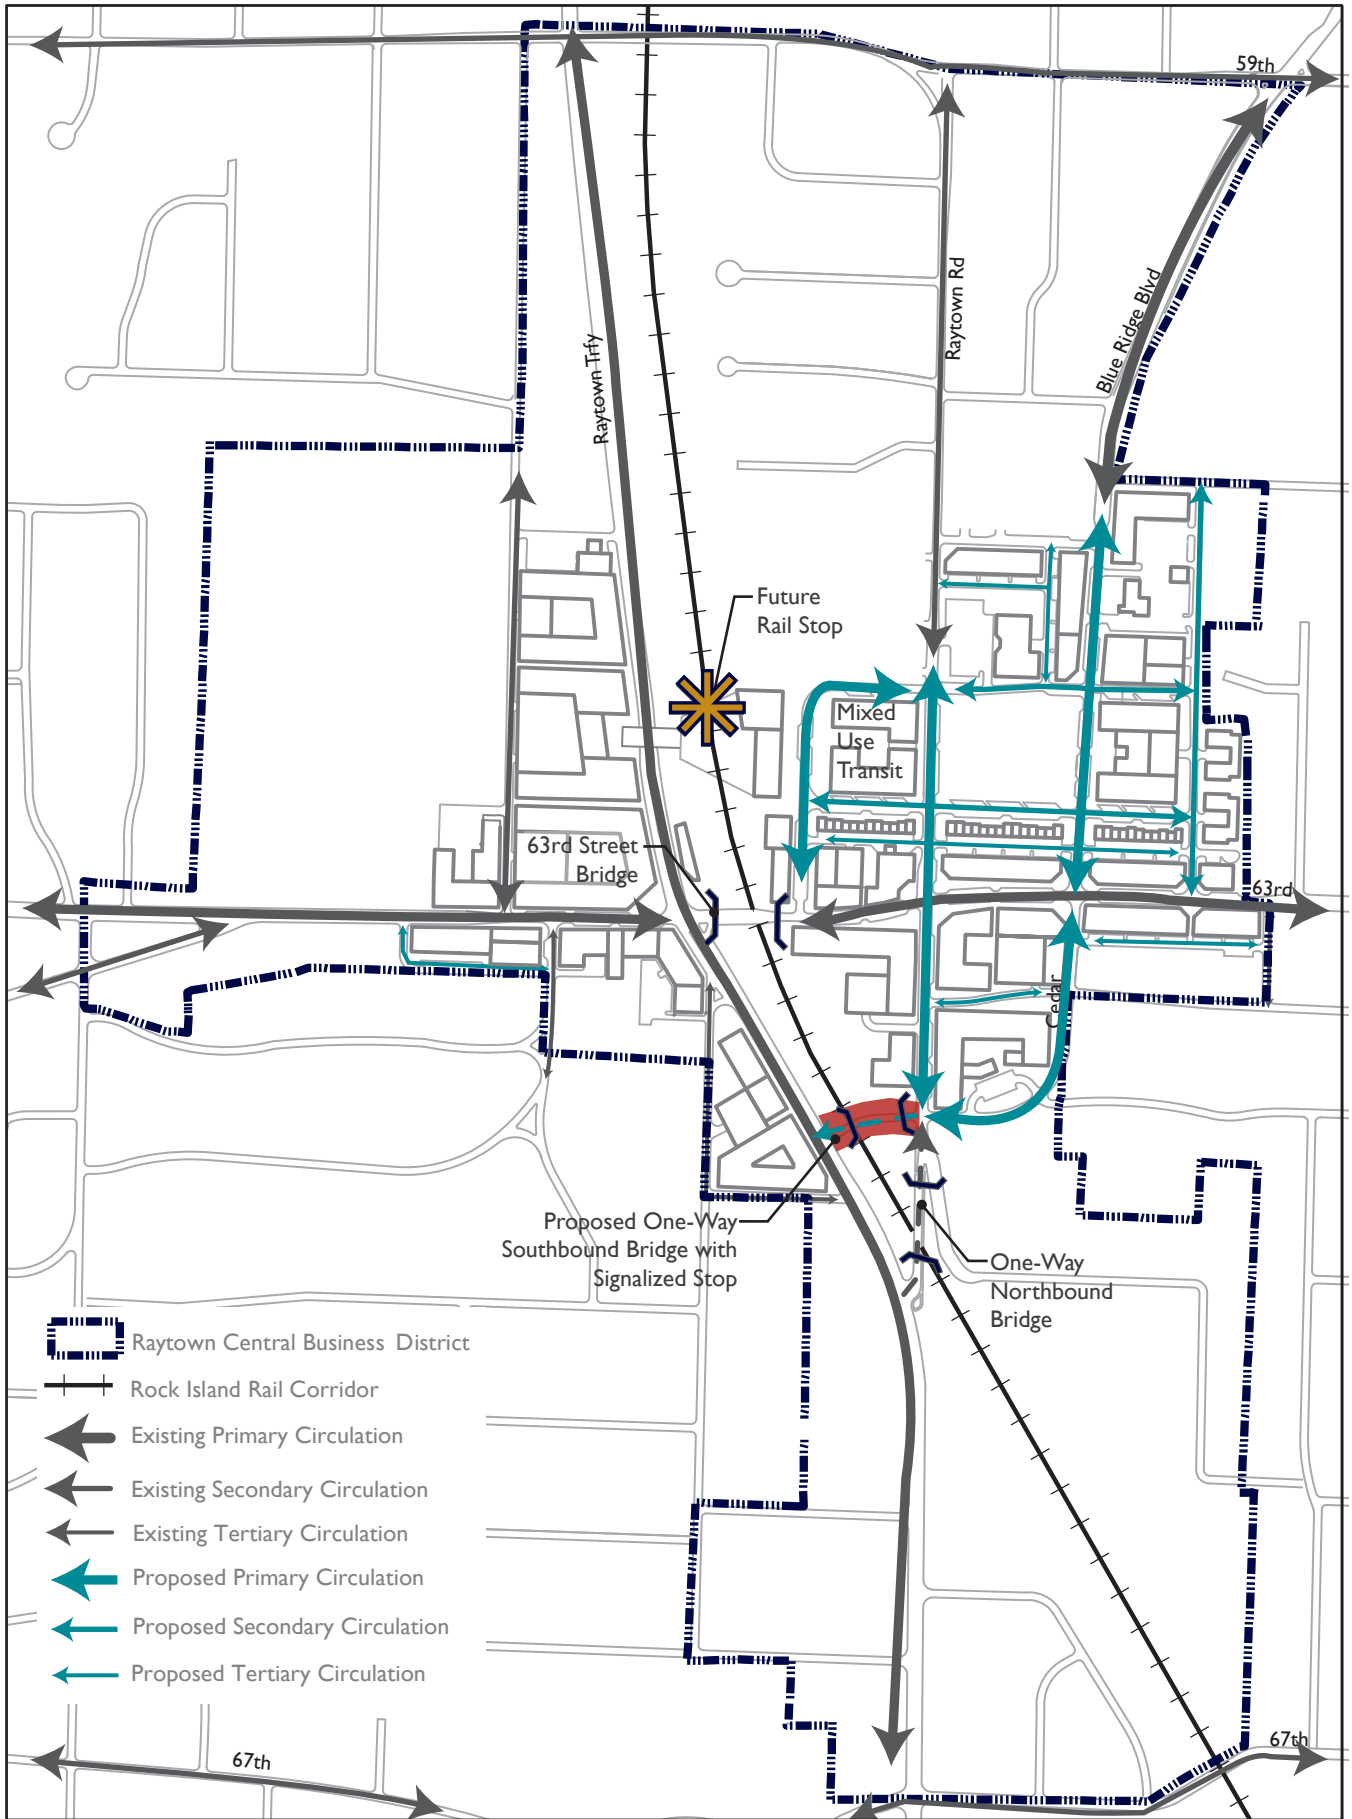 59th
Raytown Rd
Blue Ridge Blvd
Raytown Trfy
Future
Rail Stop
Mixed
Use
Transit
63rd Street
Bridge
63rd
Cedar
Proposed One-Way
Southbound Bridge with
Signalized Stop
One-Way
Northbound
Bridge
Raytown Central Business District
Rock Island Rail Corridor
Existing Primary Circulation
Existing Secondary Circulation
Existing Tertiary Circulation
Proposed Primary Circulation
Proposed Secondary Circulation
Proposed Tertiary Circulation
67th
67th